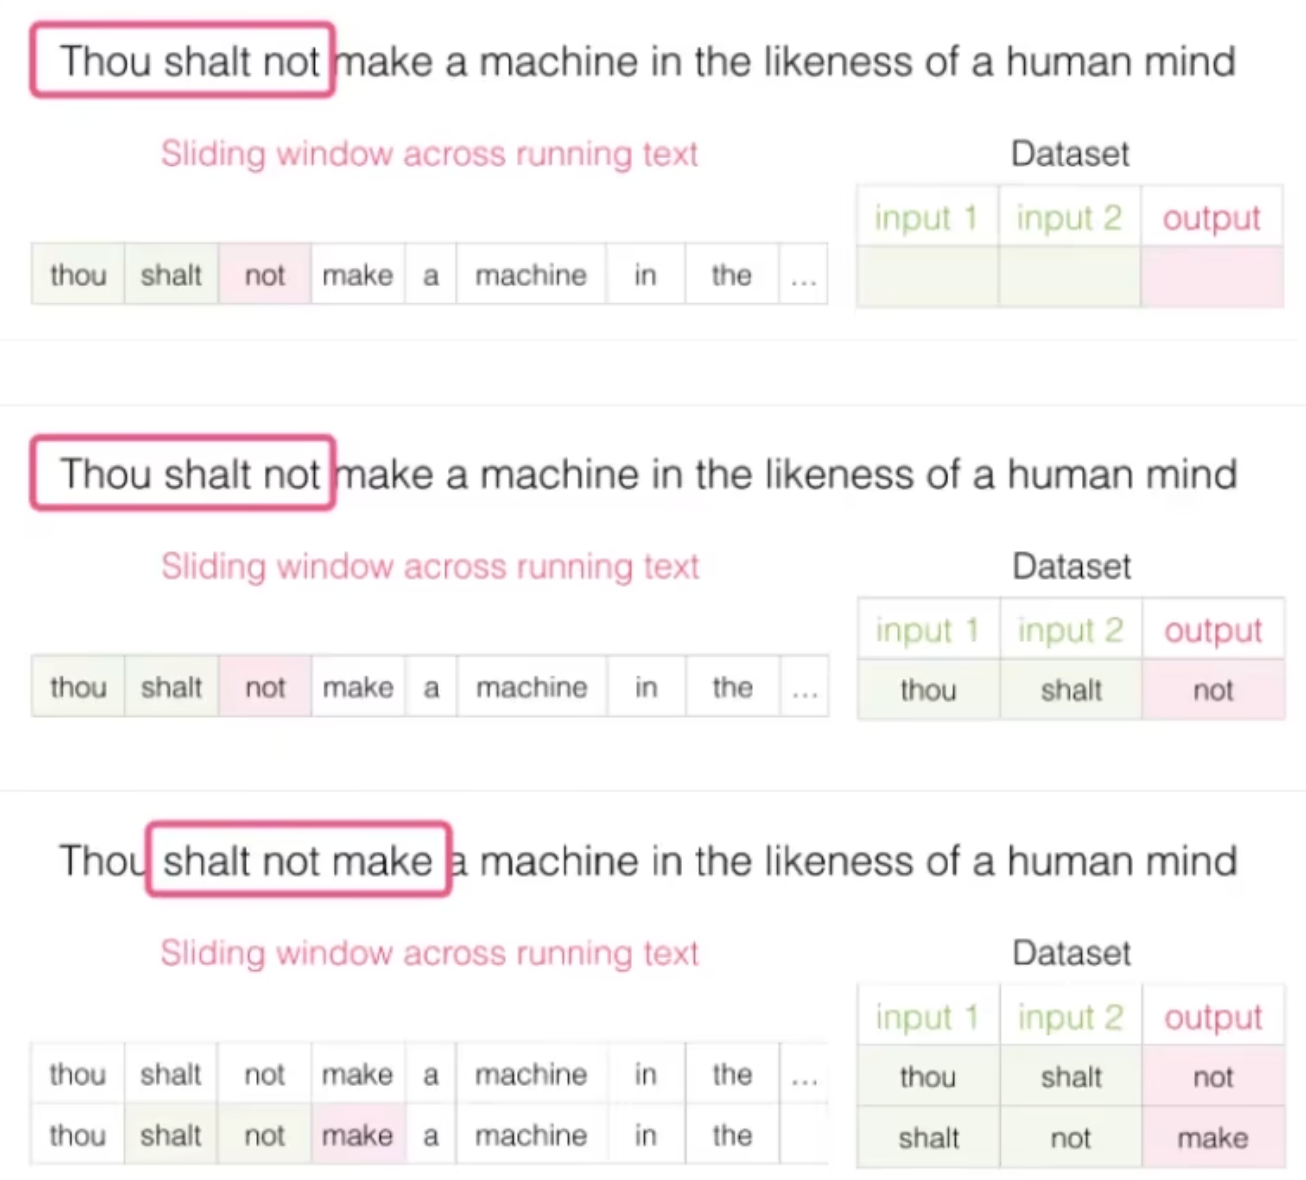 Thou shalt not make a machine in the likeness of a human mind
Sliding window across running text
Dataset
input 1 input 2 output
thou shalt not make a machine in the ...
Thou shalt not make a machine in the likeness of a human mind
Sliding window across running text
Dataset
input 1 input 2 output
thou shalt not make a machine in the ...
thou shalt not
Thou shalt not make a machine in the likeness of a human mind
Sliding window across running text
Dataset
input 1 input 2 output
thou shalt not make a machine in the ...
thou shalt not
thou shalt not make a machine in the
shalt not make